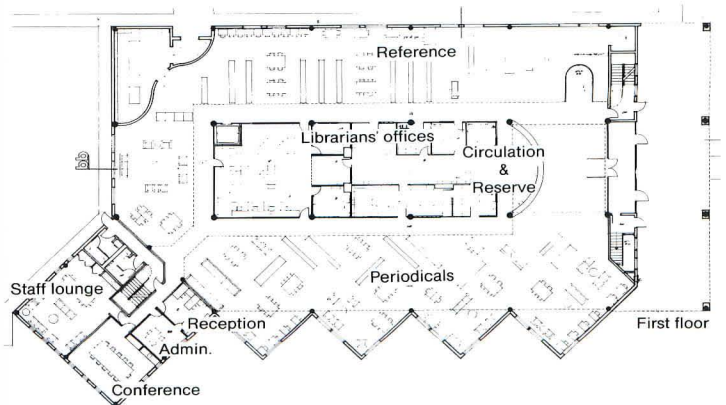 Reference
Librarians' offices
Circulation
&
Reserve
Periodicals
Staff lounge
Reception
Admin.
Conference
First floor